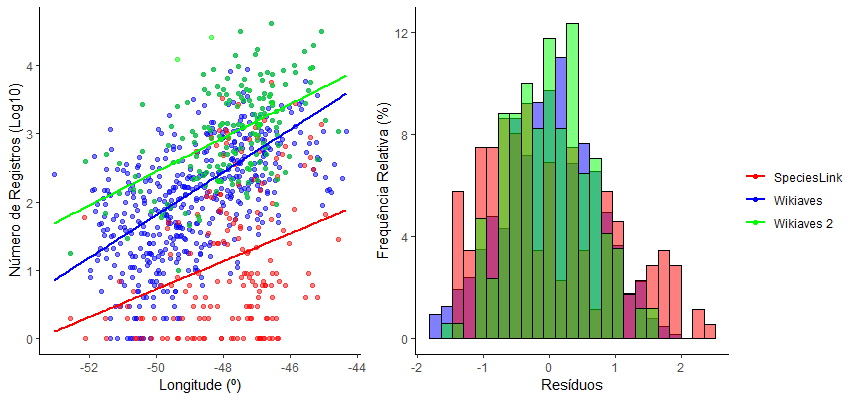 Número de Registros (Log10)
4
3
2
1
0
-52
-50
-48
-46
-44
Longitude (º)
Frequência Relativa (%)
12
8
4
0
-2
-1
0
1
2
Resíduos
SpeciesLink
Wikiaves
Wikiaves 2